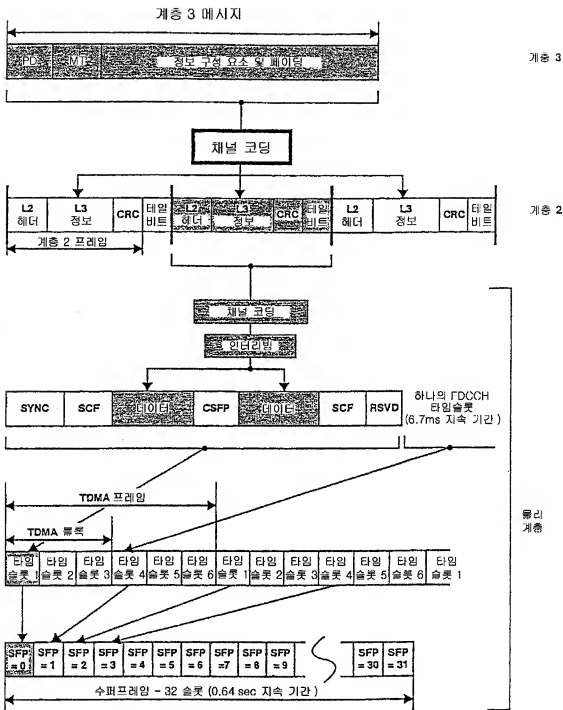 계층 3 메시지
PD MT 정보 구성 요소 및 페이딩 계층 3
채널 코딩
L2 헤더 L3 정보 CRC 테일 비트 L2 헤더 L3 정보 CRC 테일 비트 L2 헤더 L3 정보 CRC 테일 비트 계층 2
계층 2 프레임
채널 코딩
인터리빙
SYNC SCF 데이터 CSFP 데이터 SCF RSVD
하나의 FDCCH
타임슬롯
(6.7ms 지속 기간)
TDMA 프레임
TDMA 블록
물리
계층
타임 슬롯 1 타임 슬롯 2 타임 슬롯 3 타임 슬롯 4 타임 슬롯 5 타임 슬롯 6 타임 슬롯 1 타임 슬롯 2 타임 슬롯 3 타임 슬롯 4 타임 슬롯 5 타임 슬롯 6 타임 슬롯 1
SFP =0 SFP =1 SFP =2 SFP =3 SFP =4 SFP =5 SFP =6 SFP =7 SFP =8 SFP =9 SFP =30 SFP =31
수퍼프레임 - 32 슬롯 (0.64 sec 지속 기간)